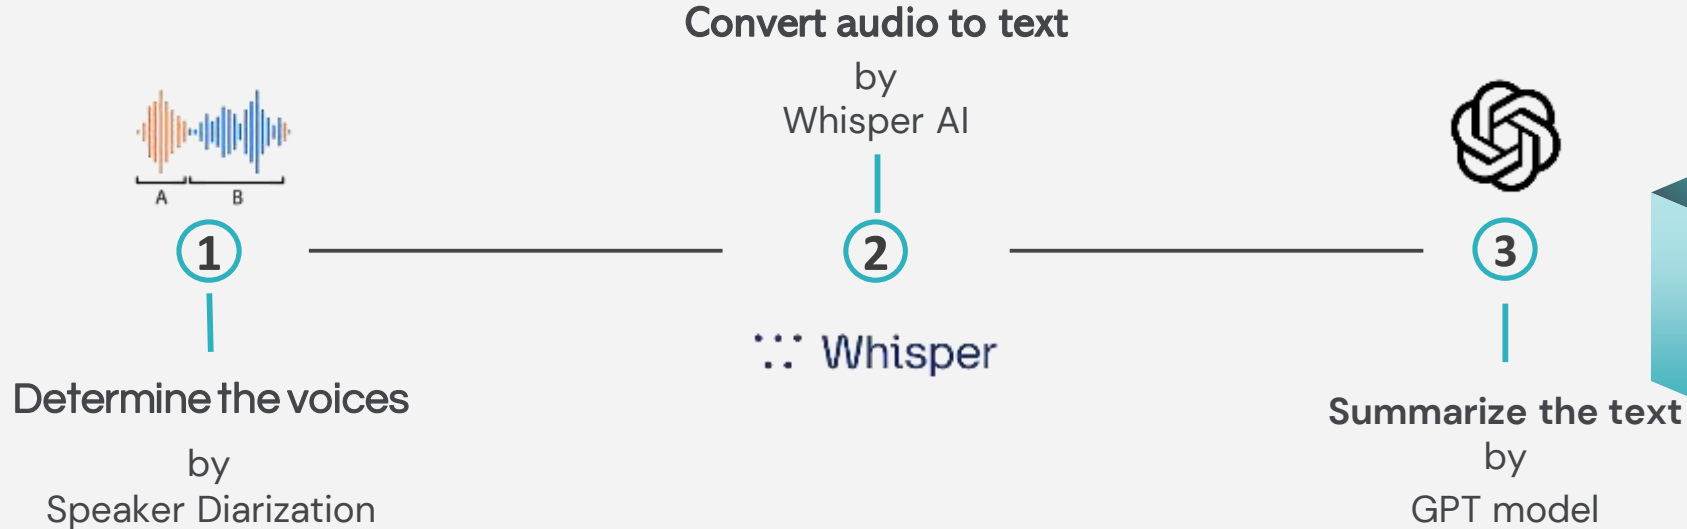 Convert audio to text
by
Whisper AI
A B
1
2
3
Whisper
Determine the voices
by
Speaker Diarization
Summarize the text
by
GPT model